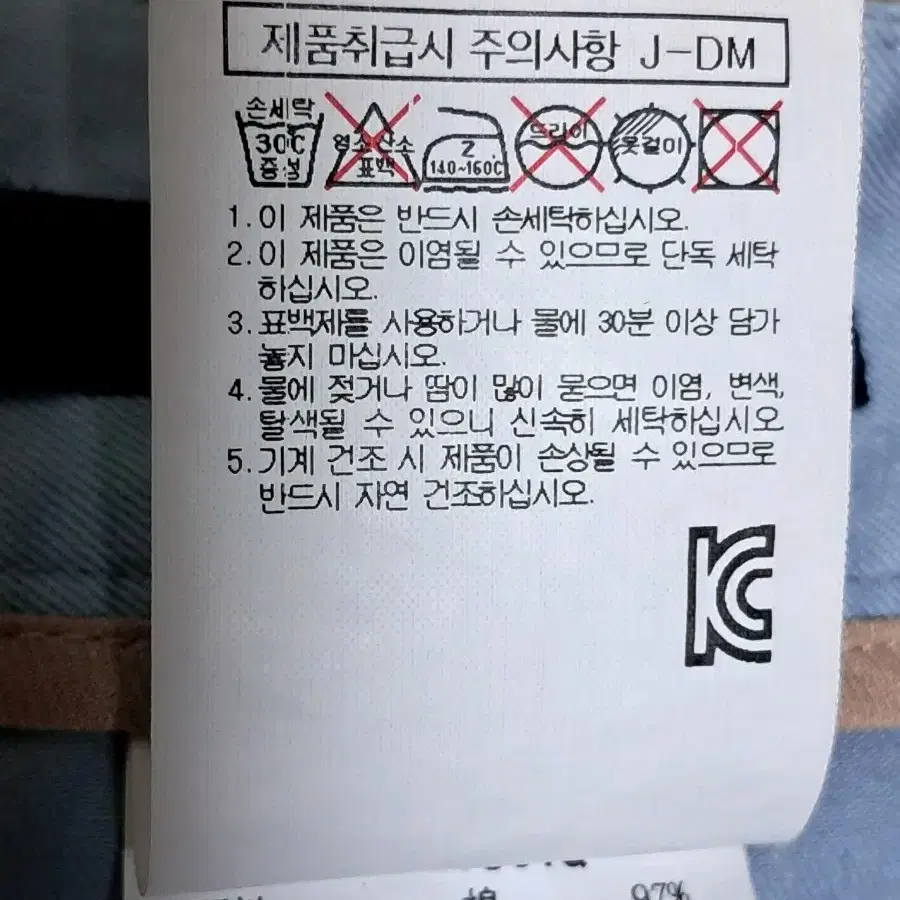 제품취급시 주의사항 J-DM
손세탁
30℃
중성
염소 산소
표백
2
140~160℃
드라이
옷걸이
1. 이 제품은 반드시 손세탁하십시오.
2. 이 제품은 이염될 수 있으므로 단독 세탁
하십시오.
3. 표백제를 사용하거나 물에 30분 이상 담가
놓지 마십시오.
4. 물에 젖거나 땀이 많이 묻으면 이염, 변색,
탈색될 수 있으니 신속히 세탁하십시오
5. 기계 건조 시 제품이 손상될 수 있으므로
반드시 자연 건조하십시오.
KC
97%